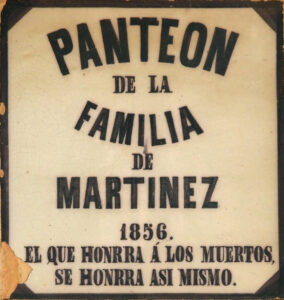 PANTEON
DE LA
FAMILIA
DE
MARTINEZ
1856.
EL QUE HONRRA Á LOS MUERTOS,
SE HONRRA ASI MISMO.